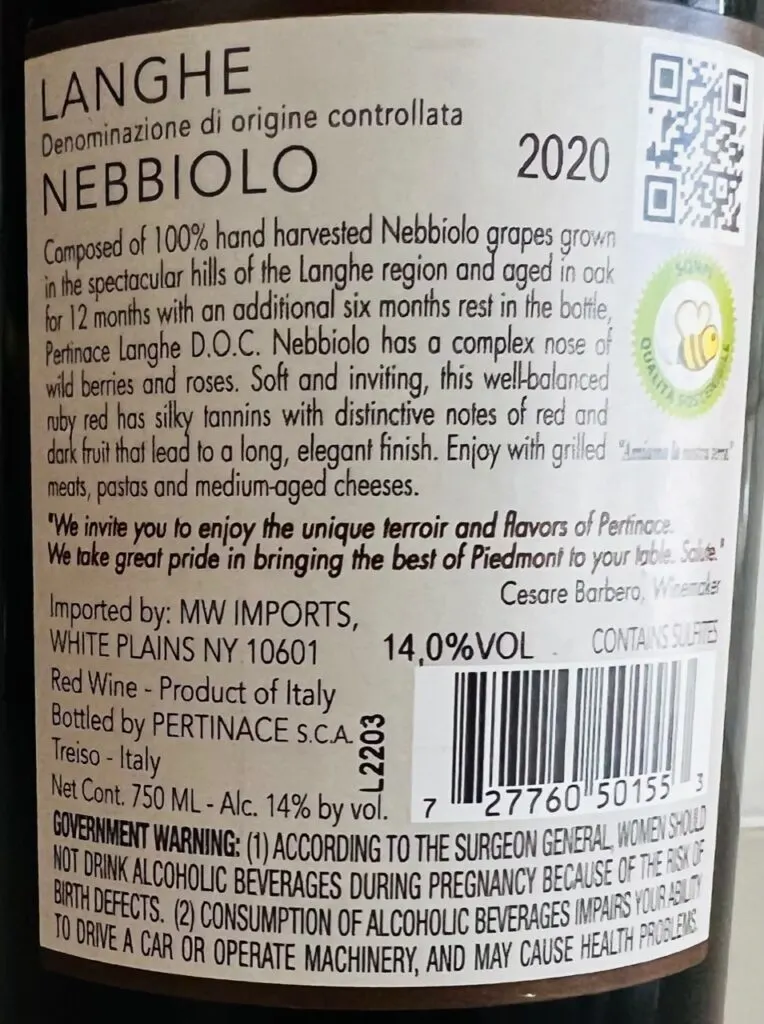 LANGHE
Denominazione di origine controllata
NEBBIOLO
2020
Composed of 100% hand harvested Nebbiolo grapes grown
in the spectacular hills of the Langhe region and aged in oak
for 12 months with an additional six months rest in the bottle,
Pertinace Langhe D.O.C. Nebbiolo has a complex nose of
wild berries and roses. Soft and inviting, this well-balanced
ruby red has silky tannins with distinctive notes of red and
dark fruit that lead to a long, elegant finish. Enjoy with grilled
meats, pastas and medium-aged cheeses.
QUALITÀ SOSTENIBILE
"Amiamo la nostra terra"
"We invite you to enjoy the unique terroir and flavors of Pertinace.
We take great pride in bringing the best of Piedmont to your table. Salute."
Cesare Barbero, Winemaker
Imported by: MW IMPORTS,
WHITE PLAINS NY 10601
14,0%VOL
CONTAINS SULFITES
Red Wine - Product of Italy
Bottled by PERTINACE S.C.A.
Treiso - Italy
L2203
Net Cont. 750 ML - Alc. 14% by vol.
7 27760 50155 3
GOVERNMENT WARNING: (1) ACCORDING TO THE SURGEON GENERAL, WOMEN SHOULD
NOT DRINK ALCOHOLIC BEVERAGES DURING PREGNANCY BECAUSE OF THE RISK OF
BIRTH DEFECTS. (2) CONSUMPTION OF ALCOHOLIC BEVERAGES IMPAIRS YOUR ABILITY
TO DRIVE A CAR OR OPERATE MACHINERY, AND MAY CAUSE HEALTH PROBLEMS.